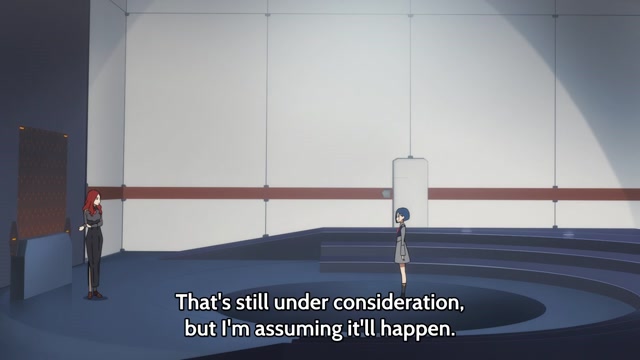 That's still under consideration,
but I'm assuming it'll happen.